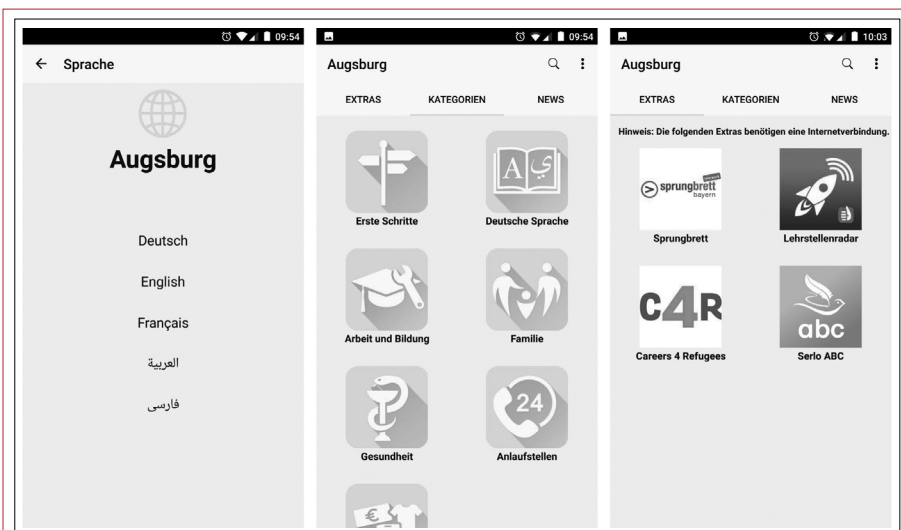 09:54
Sprache
Augsburg
Deutsch
English
Français
العربية
فارسی
09:54
Augsburg
EXTRAS KATEGORIEN NEWS
A ي
Erste Schritte Deutsche Sprache
Arbeit und Bildung Familie
24
Gesundheit Anlaufstellen
€
10:03
Augsburg
EXTRAS KATEGORIEN NEWS
Hinweis: Die folgenden Extras benötigen eine Internetverbindung.
sprungbrett
bayern
Sprungbrett Lehrstellenradar
C4R
abc
Careers 4 Refugees Serlo ABC